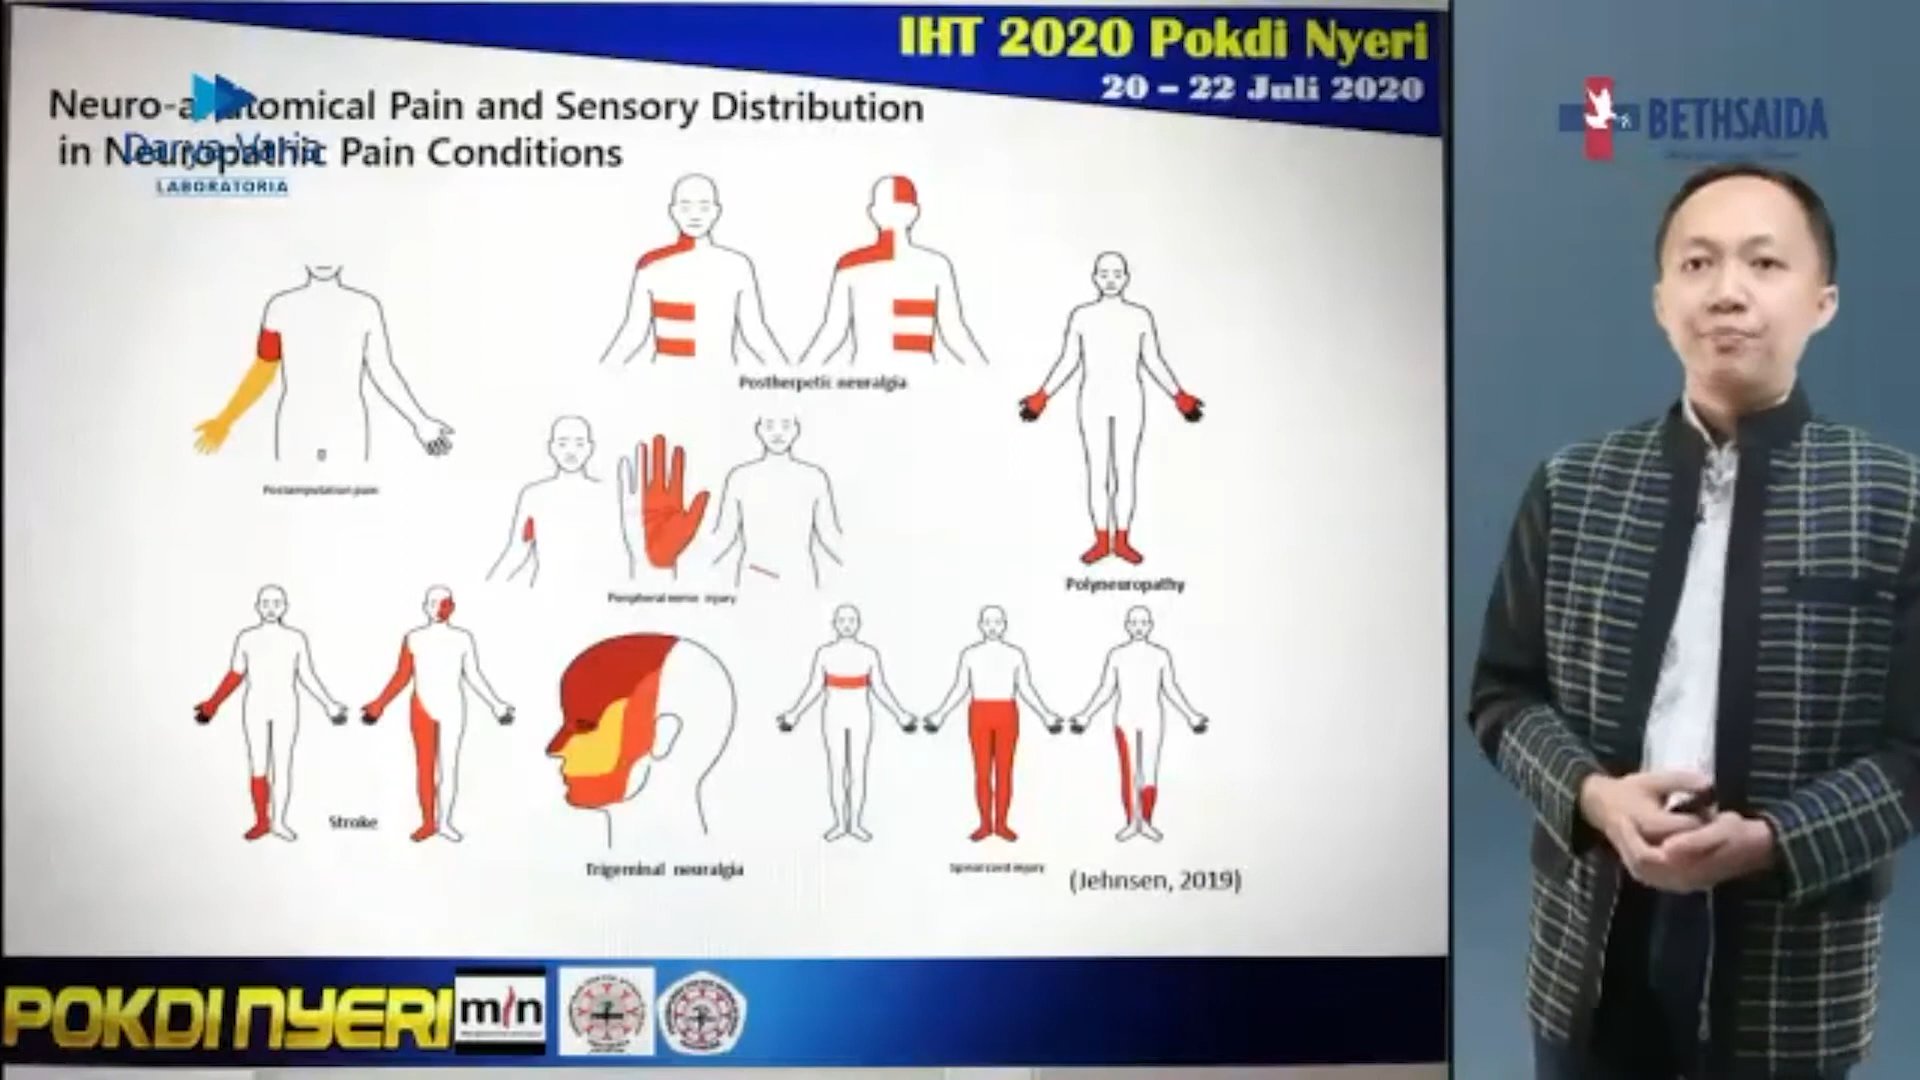 IHT 2020 Pokdi Nyeri
20 – 22 Juli 2020
Neuro-anatomical Pain and Sensory Distribution
in Neuropathic Pain Conditions
Darya-Varia
LABORATORIA
BETHSAIDA
Postherpetic neuralgia
Postamputation pain
Peripheral nerve injury
Polyneuropathy
Stroke
Trigeminal neuralgia
Spinal cord injury
(Jehnsen, 2019)
POKDI NYERI